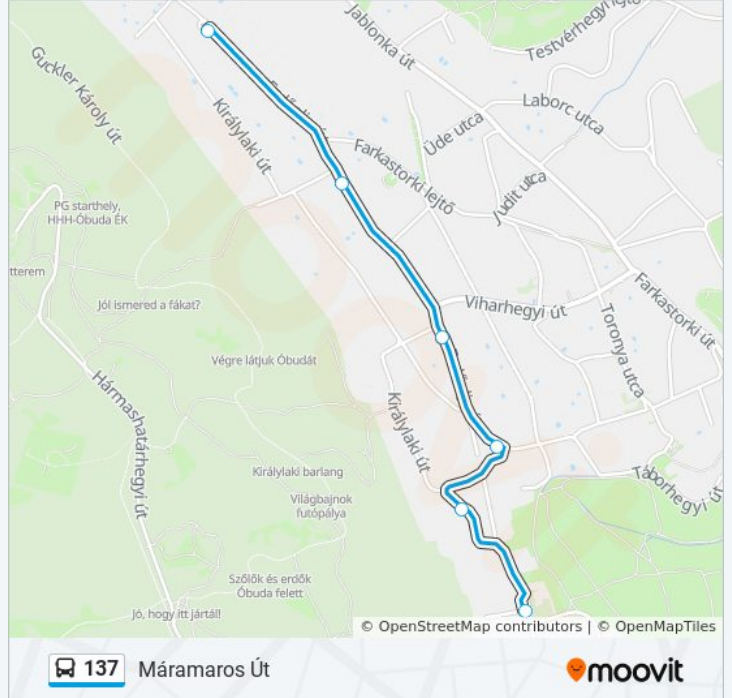 Jablonka út
Testvérhegyi
Guckler Károly út
Laborc utca
Királylaki út
Üde utca
Farkastorki lejtő
Judit utca
PG starthely,
HHH-Óbuda ÉK
tterem
Jól ismered a fákat?
Viharhegyi út
Farkastorki út
Toronya utca
Végre látjuk Óbudát
Hármashatárhegyi út
Királylaki út
Királylaki barlang
Táborhegyi út
Világbajnok
futópálya
Szőlők és erdők
Óbuda felett
Jó, hogy itt jártál!
© OpenStreetMap contributors | © OpenMapTiles
137 Máramaros Út
moovit